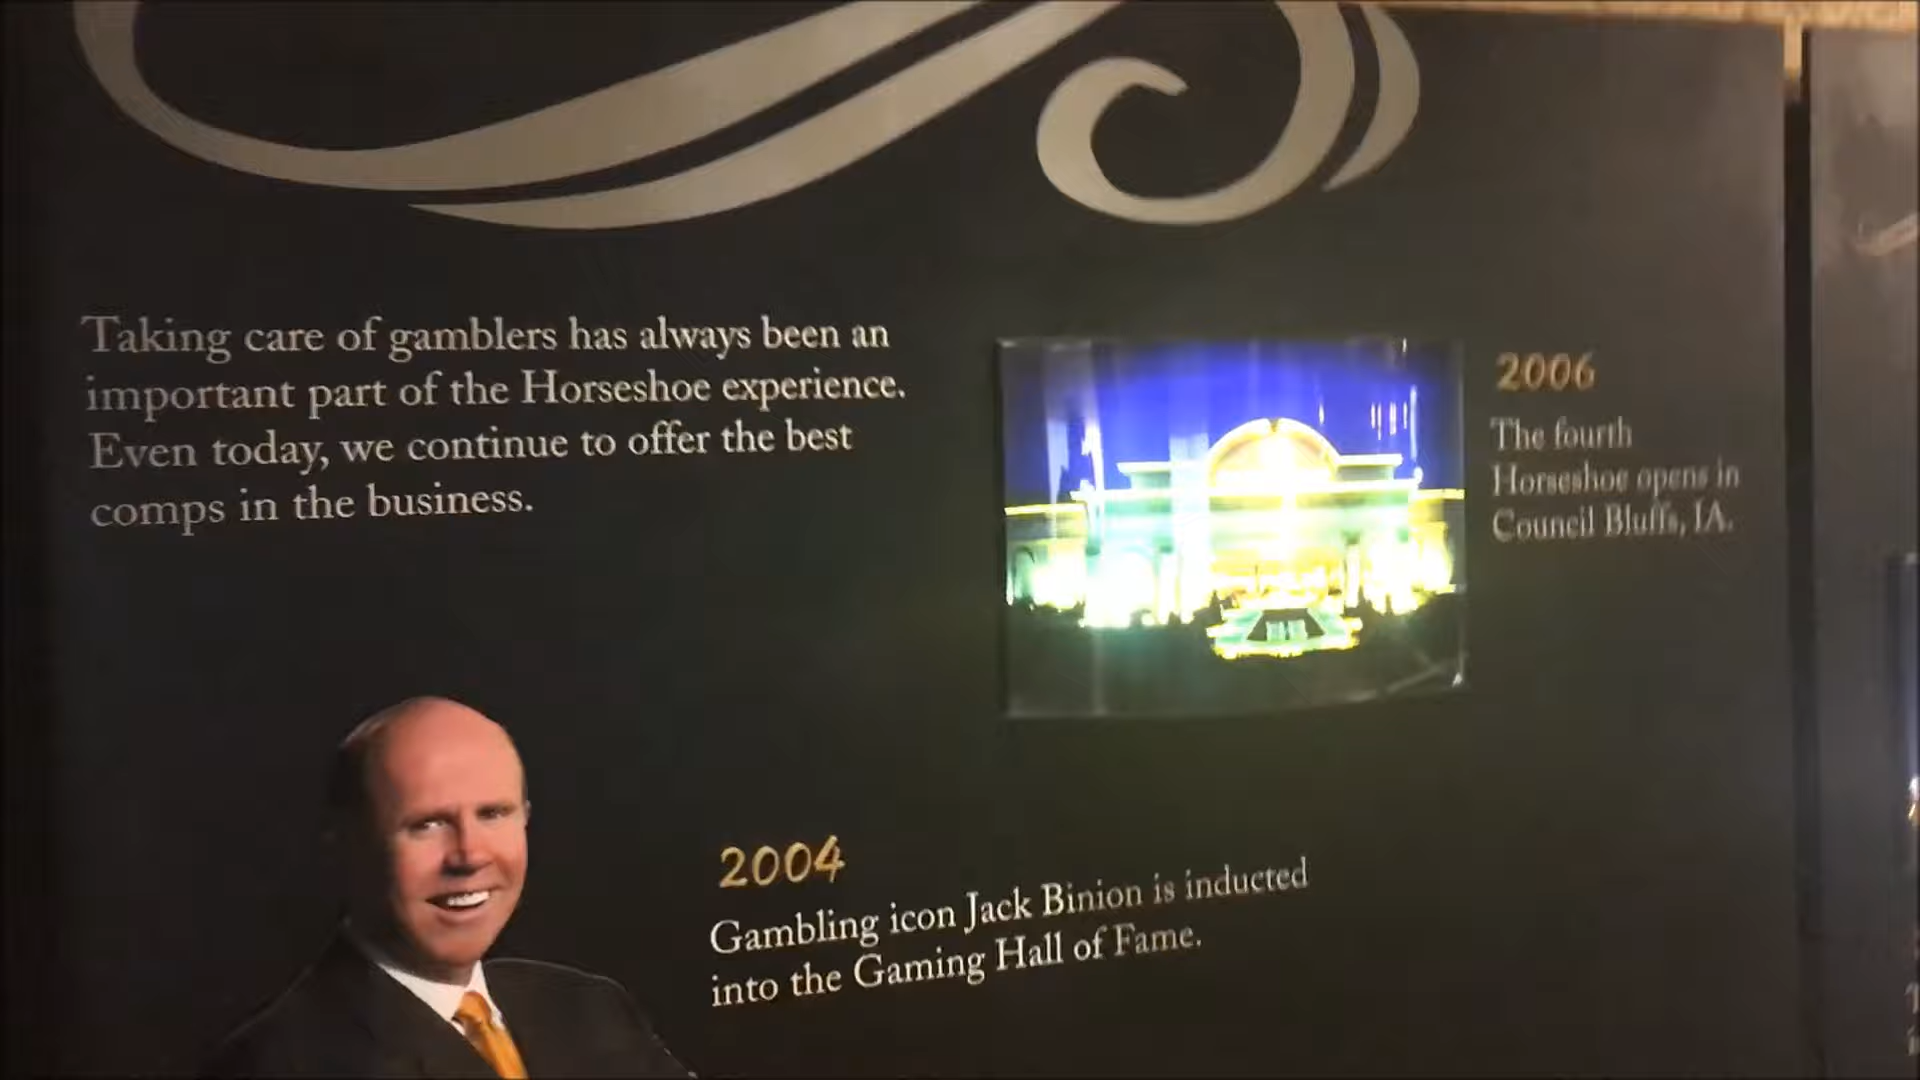 Taking care of gamblers has always been an
important part of the Horseshoe experience.
Even today, we continue to offer the best
comps in the business.
2006
The fourth
Horseshoe opens in
Council Bluffs, IA.
2004
Gambling icon Jack Binion is inducted
into the Gaming Hall of Fame.